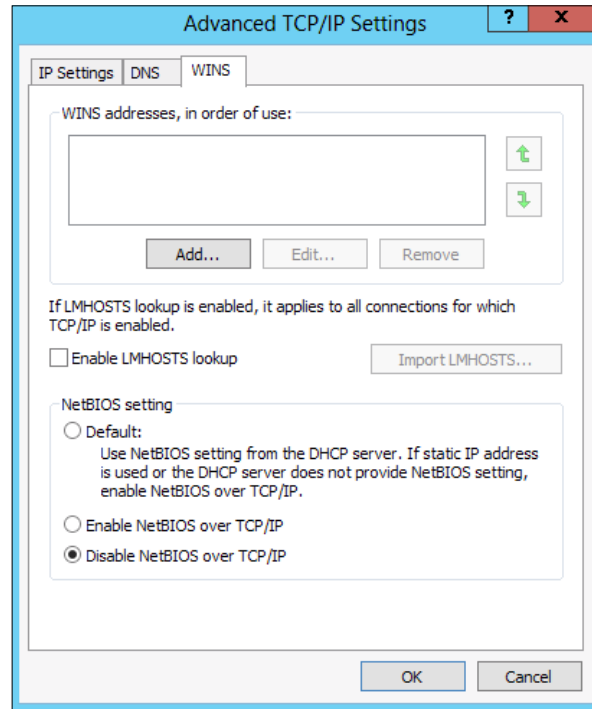 Advanced TCP/IP Settings
? x
IP Settings DNS WINS
WINS addresses, in order of use:
Add... Edit... Remove
If LMHOSTS lookup is enabled, it applies to all connections for which
TCP/IP is enabled.
Enable LMHOSTS lookup Import LMHOSTS...
NetBIOS setting
Default:
Use NetBIOS setting from the DHCP server. If static IP address
is used or the DHCP server does not provide NetBIOS setting,
enable NetBIOS over TCP/IP.
Enable NetBIOS over TCP/IP
Disable NetBIOS over TCP/IP
OK Cancel